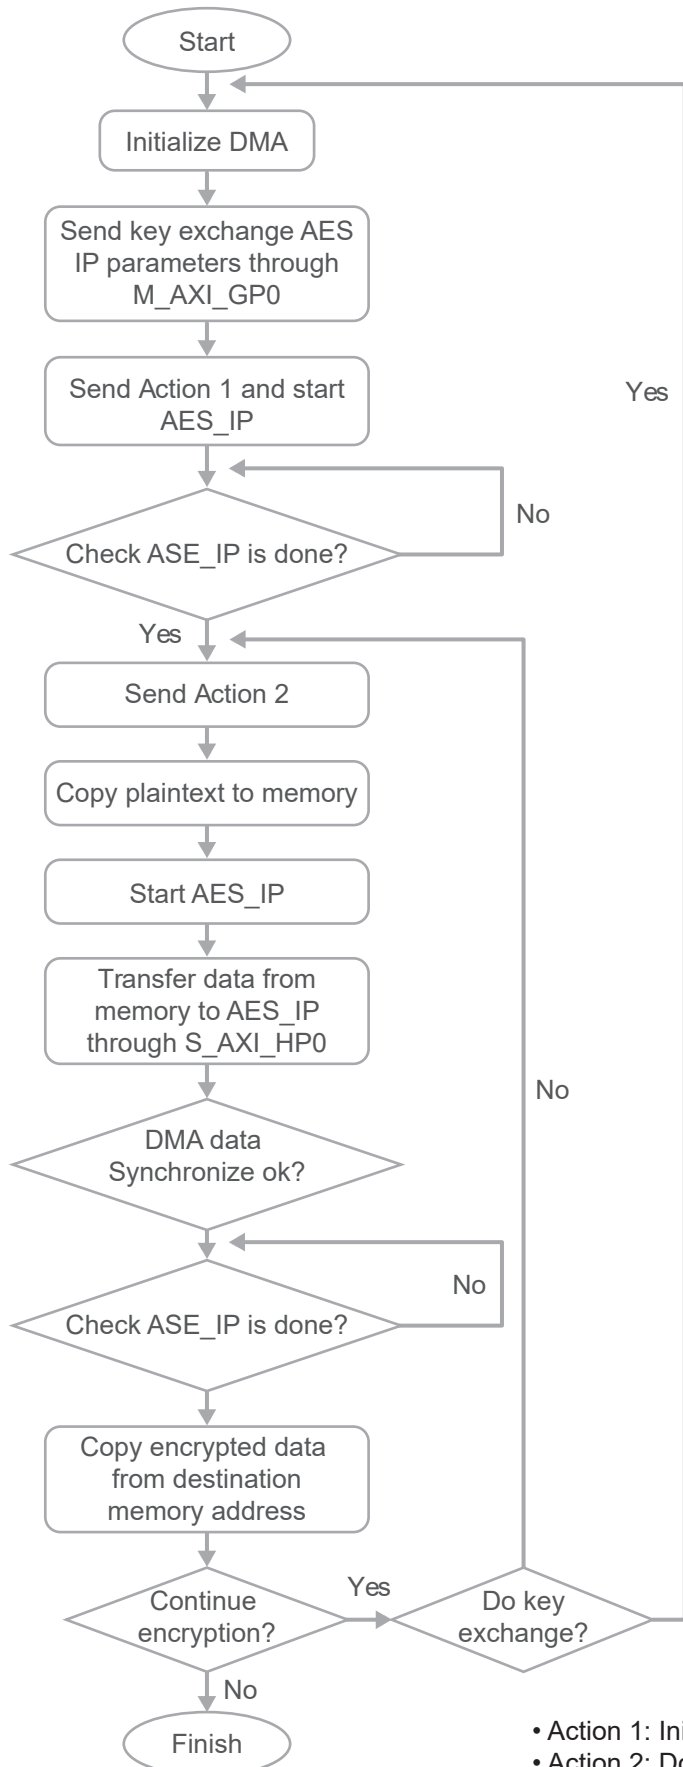 Start
Initialize DMA
Send key exchange AES
IP parameters through
M_AXI_GP0
Yes
Send Action 1 and start
AES_IP
No
Check ASE_IP is done?
Yes
Send Action 2
Copy plaintext to memory
Start AES_IP
Transfer data from
memory to AES_IP
through S_AXI_HP0
No
DMA data
Synchronize ok?
No
Check ASE_IP is done?
Copy encrypted data
from destination
memory address
Yes
Continue
encryption?
Do key
exchange?
No
Finish
• Action 1:
• Action 2: